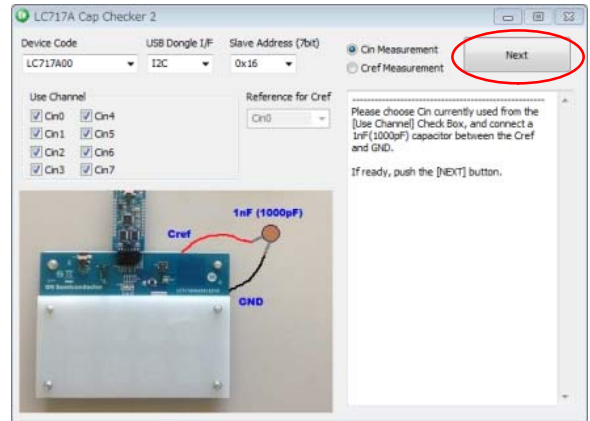 LC717A Cap Checker 2
Device Code
USB Dongle I/F
Slave Address (7bit)
LC717A00
I2C
0x16
Cin Measurement
Cref Measurement
Next
Use Channel
Cin0
Cin4
Cin1
Cin5
Cin2
Cin6
Cin3
Cin7
Reference for Cref
Cin0
Please choose Cin currently used from the
[Use Channel] Check Box, and connect a
1nF(1000pF) capacitor between the Cref
and GND.
If ready, push the [NEXT] button.
1nF (1000pF)
Cref
ON Semiconductor
GND